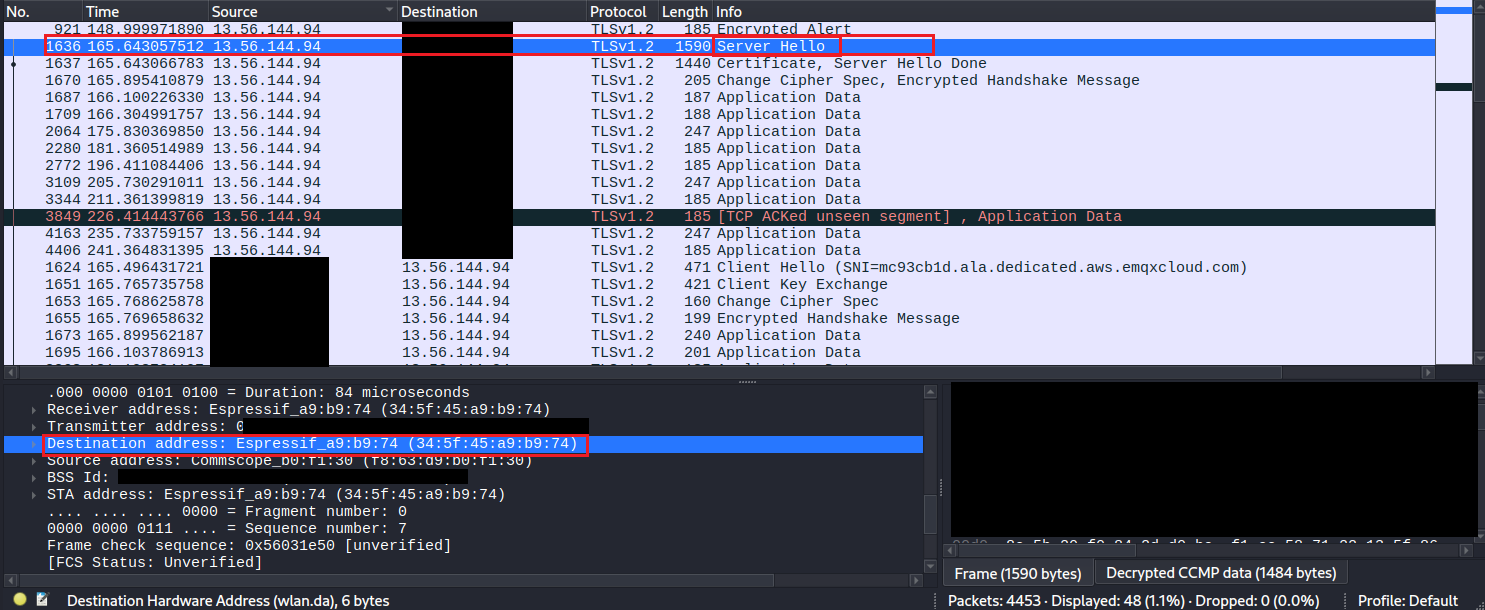 No. Time Source Destination Protocol Length Info
921 148.999971890 13.56.144.94 TLSv1.2 185 Encrypted Alert
1636 165.643057512 13.56.144.94 TLSv1.2 1590 Server Hello
1637 165.643066783 13.56.144.94 TLSv1.2 1440 Certificate, Server Hello Done
1670 165.895410879 13.56.144.94 TLSv1.2 205 Change Cipher Spec, Encrypted Handshake Message
1687 166.100226330 13.56.144.94 TLSv1.2 187 Application Data
1709 166.304991757 13.56.144.94 TLSv1.2 188 Application Data
2064 175.830369850 13.56.144.94 TLSv1.2 247 Application Data
2280 181.360514989 13.56.144.94 TLSv1.2 185 Application Data
2772 196.411084406 13.56.144.94 TLSv1.2 185 Application Data
3109 205.730291011 13.56.144.94 TLSv1.2 247 Application Data
3344 211.361399819 13.56.144.94 TLSv1.2 185 Application Data
3849 226.414443766 13.56.144.94 TLSv1.2 185 [TCP ACKed unseen segment] , Application Data
4163 235.733759157 13.56.144.94 TLSv1.2 247 Application Data
4406 241.364831395 13.56.144.94 TLSv1.2 185 Application Data
1624 165.496431721 13.56.144.94 TLSv1.2 471 Client Hello (SNI=mc93cb1d.ala.dedicated.aws.emqxcloud.com)
1651 165.765735758 13.56.144.94 TLSv1.2 421 Client Key Exchange
1653 165.768625878 13.56.144.94 TLSv1.2 160 Change Cipher Spec
1655 165.769658632 13.56.144.94 TLSv1.2 199 Encrypted Handshake Message
1673 165.899562187 13.56.144.94 TLSv1.2 240 Application Data
1695 166.103786913 13.56.144.94 TLSv1.2 201 Application Data
.000 0000 0101 0100 = Duration: 84 microseconds
Receiver address: Espressif_a9:b9:74 (34:5f:45:a9:b9:74)
Transmitter address: 0
Destination address: Espressif_a9:b9:74 (34:5f:45:a9:b9:74)
Source address: Commscope_b0:f1:30 (f8:63:d9:b0:f1:30)
BSS Id:
STA address: Espressif_a9:b9:74 (34:5f:45:a9:b9:74)
.... .... .... 0000 = Fragment number: 0
0000 0000 0111 .... = Sequence number: 7
Frame check sequence: 0x56031e50 [unverified]
[FCS Status: Unverified]
Frame (1590 bytes) Decrypted CCMP data (1484 bytes)
Destination Hardware Address (wlan.da), 6 bytes
Packets: 4453 · Displayed: 48 (1.1%) · Dropped: 0 (0.0%)
Profile: Default